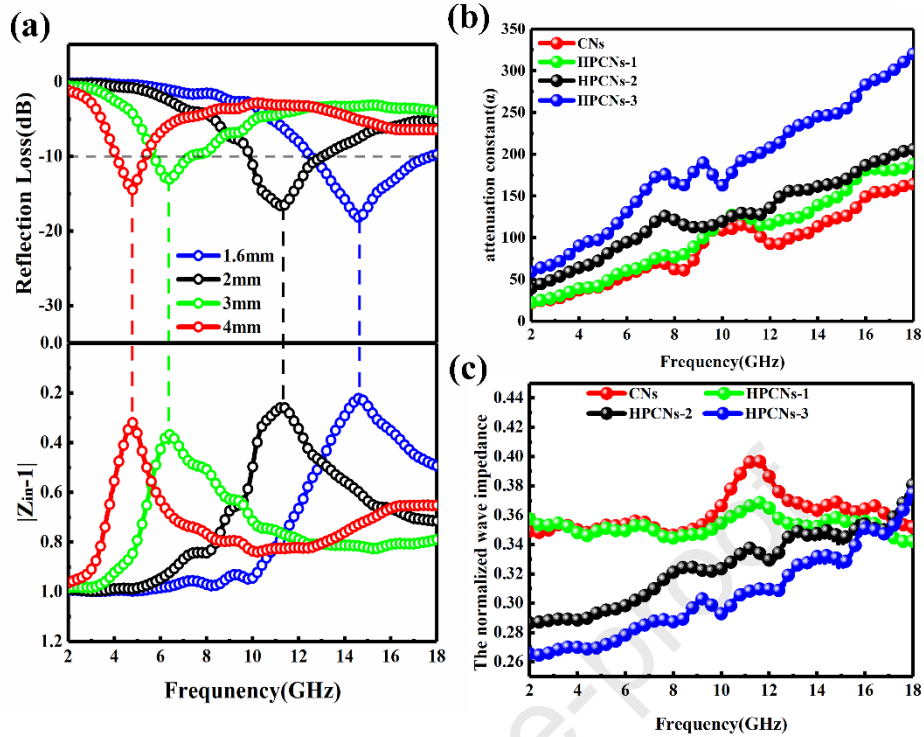 (a)
Reflection Loss(dB)
0
-10
-20
-30
1.6mm
2mm
3mm
4mm
|Zin-1|
0.0
0.2
0.4
0.6
0.8
1.0
1.2
2 4 6 8 10 12 14 16 18
Frequnency(GHz)
(b)
CNs
HPCNs-1
HPCNs-2
HPCNs-3
attenuation constant(α)
350
300
250
200
150
100
50
0
2 4 6 8 10 12 14 16 18
Frequency(GHz)
(c)
CNs HPCNs-1
HPCNs-2 HPCNs-3
The normalized wave impedance
0.44
0.40
0.38
0.36
0.34
0.30
0.28
0.26
2 4 6 8 10 12 14 16 18
Frequency(GHz)
e-proof